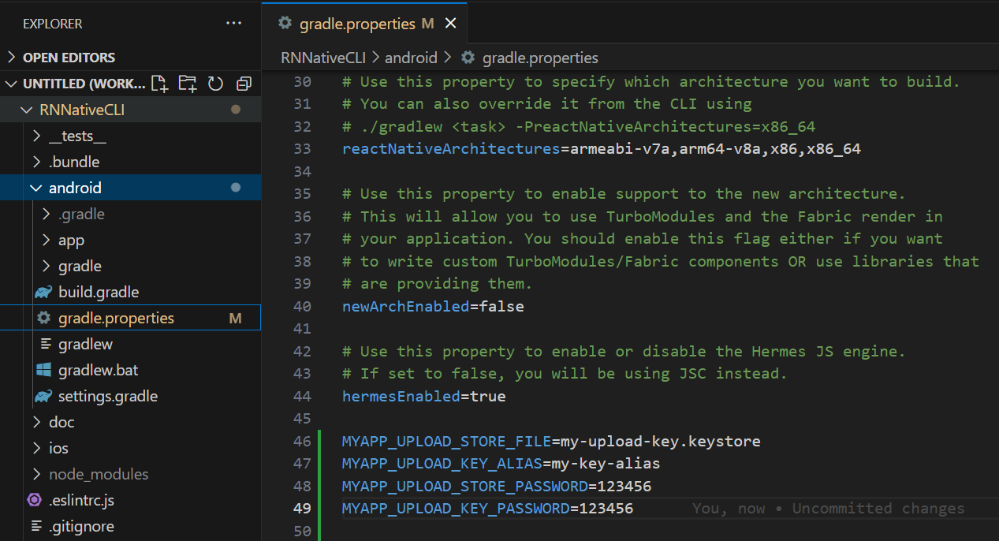 EXPLORER ...
OPEN EDITORS
UNTITLED (WORK...
RNNativeCLI
__tests__
.bundle
android
.gradle
app
gradle
build.gradle
gradle.properties M
gradlew
gradlew.bat
settings.gradle
doc
ios
node_modules
.eslintrc.js
.gitignore
gradle.properties M
RNNativeCLI > android > gradle.properties
30 # Use this property to specify which architecture you want to build.
31 # You can also override it from the CLI using
32 # ./gradlew <task> -PreactNativeArchitectures=x86_64
33 reactNativeArchitectures=armeabi-v7a,arm64-v8a,x86,x86_64
34
35 # Use this property to enable support to the new architecture.
36 # This will allow you to use TurboModules and the Fabric render in
37 # your application. You should enable this flag either if you want
38 # to write custom TurboModules/Fabric components OR use libraries that
39 # are providing them.
40 newArchEnabled=false
41
42 # Use this property to enable or disable the Hermes JS engine.
43 # If set to false, you will be using JSC instead.
44 hermesEnabled=true
45
46 MYAPP_UPLOAD_STORE_FILE=my-upload-key.keystore
47 MYAPP_UPLOAD_KEY_ALIAS=my-key-alias
48 MYAPP_UPLOAD_STORE_PASSWORD=123456
49 MYAPP_UPLOAD_KEY_PASSWORD=123456 You, now • Uncommitted changes
50